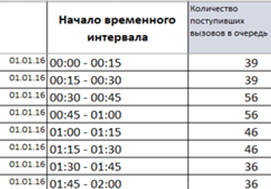 Начало временного
интервала
Количество
поступивших
вызовов в очередь
01.01.16 00:00 - 00:15 39
01.01.16 00:15 - 00:30 39
01.01.16 00:30 - 00:45 56
01.01.16 00:45 - 01:00 56
01.01.16 01:00 - 01:15 46
01.01.16 01:15 - 01:30 46
01.01.16 01:30 - 01:45 36
01.01.16 01:45 - 02:00 36